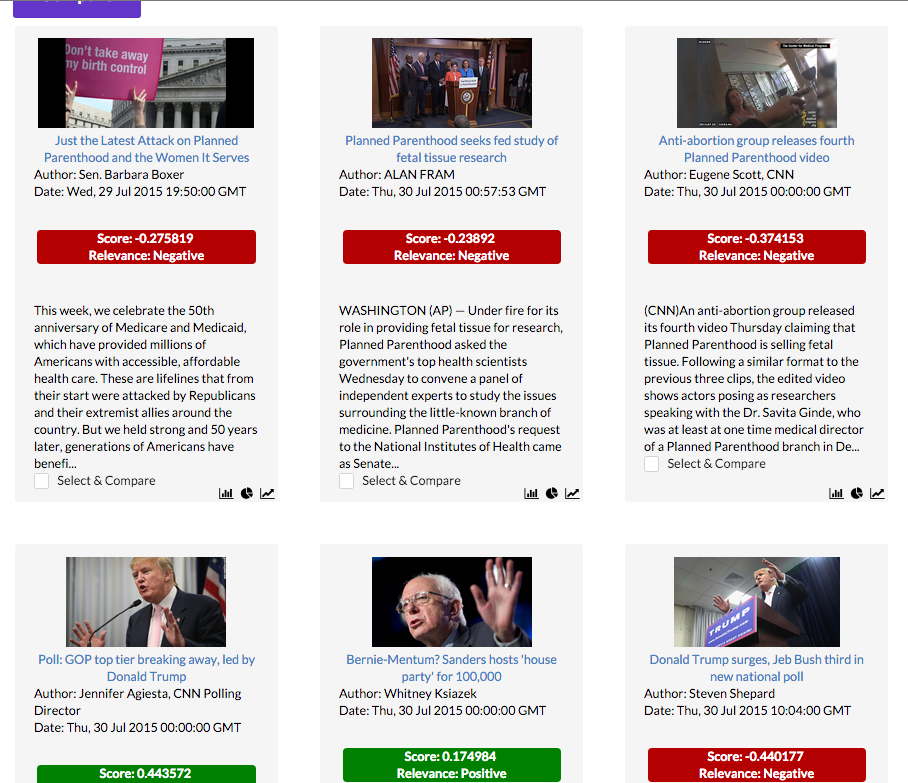 Don't take away
my birth control
Just the Latest Attack on Planned
Parenthood and the Women It Serves
Author: Sen. Barbara Boxer
Date: Wed, 29 Jul 2015 19:50:00 GMT
Score: -0.275819
Relevance: Negative
This week, we celebrate the 50th
anniversary of Medicare and Medicaid,
which have provided millions of
Americans with accessible, affordable
health care. These are lifelines that from
their start were attacked by Republicans
and their extremist allies around the
country. But we held strong and 50 years
later, generations of Americans have
benefi...
Select & Compare
Planned Parenthood seeks fed study of
fetal tissue research
Author: ALAN FRAM
Date: Thu, 30 Jul 2015 00:57:53 GMT
Score: -0.23892
Relevance: Negative
WASHINGTON (AP) — Under fire for its
role in providing fetal tissue for research,
Planned Parenthood asked the
government's top health scientists
Wednesday to convene a panel of
independent experts to study the issues
surrounding the little-known branch of
medicine. Planned Parenthood's request
to the National Institutes of Health came
as Senate...
Select & Compare
The Center for Medical Progress
Anti-abortion group releases fourth
Planned Parenthood video
Author: Eugene Scott, CNN
Date: Thu, 30 Jul 2015 00:00:00 GMT
Score: -0.374153
Relevance: Negative
(CNN)An anti-abortion group released
its fourth video Thursday claiming that
Planned Parenthood is selling fetal
tissue. Following a similar format to the
previous three clips, the edited video
shows actors posing as researchers
speaking with the Dr. Savita Ginde, who
was at least at one time medical director
of a Planned Parenthood branch in De...
Select & Compare
Poll: GOP top tier breaking away, led by
Donald Trump
Author: Jennifer Agiesta, CNN Polling
Director
Date: Thu, 30 Jul 2015 00:00:00 GMT
Score: 0.443572
Bernie-Mentum? Sanders hosts 'house
party' for 100,000
Author: Whitney Ksiazek
Date: Thu, 30 Jul 2015 00:00:00 GMT
Score: 0.174984
Relevance: Positive
TRUMP
Donald Trump surges, Jeb Bush third in
new national poll
Author: Steven Shepard
Date: Thu, 30 Jul 2015 10:04:00 GMT
Score: -0.440177
Relevance: Negative